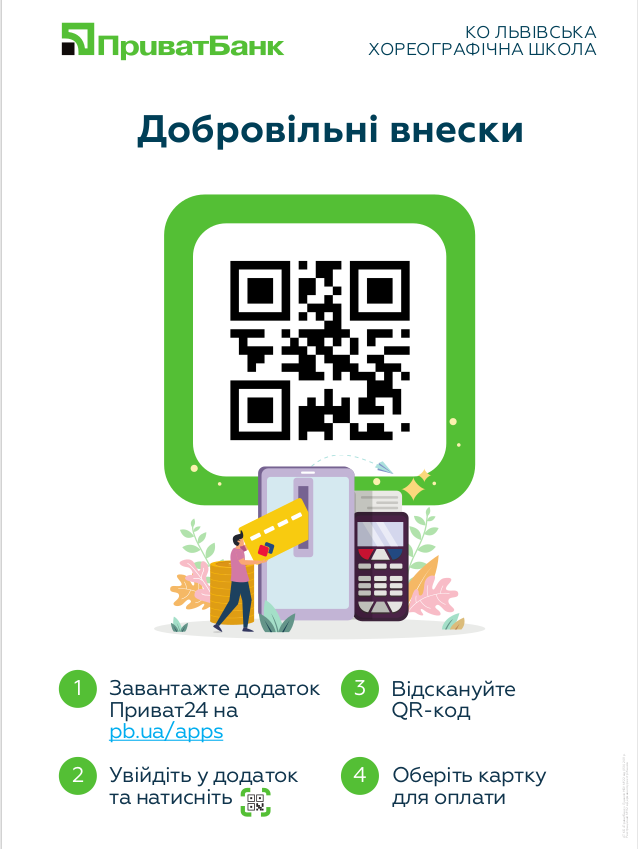 ПриватБанк
КО ЛЬВІВСЬКА
ХОРЕОГРАФІЧНА ШКОЛА
Добровільні внески
1
Завантажте додаток
Приват24 на
pb.ua/apps
2
Увійдіть у додаток
та натисніть
3
Відскануйте
QR-код
4
Оберіть картку
для оплати